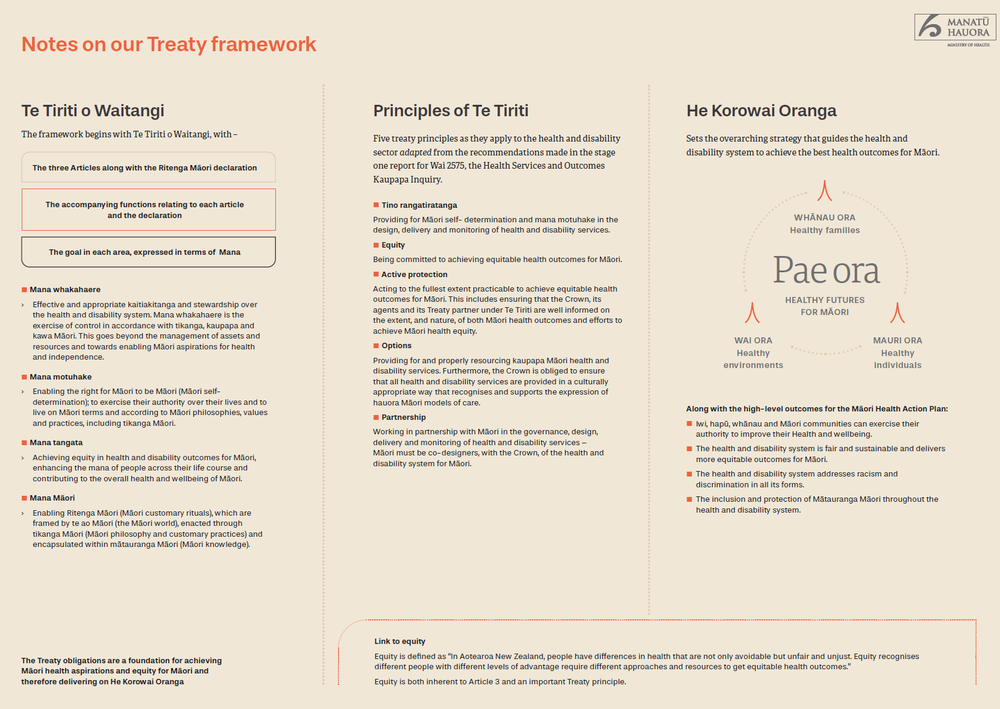 Notes on our Treaty framework
MANATŪ
HAUORA
MINISTRY OF HEALTH
Te Tiriti o Waitangi
The framework begins with Te Tiriti o Waitangi, with –
The three Articles along with the Ritenga Māori declaration
The accompanying functions relating to each article
and the declaration
The goal in each area, expressed in terms of Mana
Mana whakahaere
› Effective and appropriate kaitiakitanga and stewardship over
the health and disability system. Mana whakahaere is the
exercise of control in accordance with tikanga, kaupapa and
kawa Māori. This goes beyond the management of assets and
resources and towards enabling Māori aspirations for health
and independence.
Mana motuhake
› Enabling the right for Māori to be Māori (Māori self-
determination); to exercise their authority over their lives and to
live on Māori terms and according to Māori philosophies, values
and practices, including tikanga Māori.
Mana tangata
› Achieving equity in health and disability outcomes for Māori,
enhancing the mana of people across their life course and
contributing to the overall health and wellbeing of Māori.
Mana Māori
› Enabling Ritenga Māori (Māori customary rituals), which are
framed by te ao Māori (the Māori world), enacted through
tikanga Māori (Māori philosophy and customary practices) and
encapsulated within mātauranga Māori (Māori knowledge).
The Treaty obligations are a foundation for achieving
Māori health aspirations and equity for Māori and
therefore delivering on He Korowai Oranga
Principles of Te Tiriti
Five treaty principles as they apply to the health and disability
sector adapted from the recommendations made in the stage
one report for Wai 2575, the Health Services and Outcomes
Kaupapa Inquiry.
Tino rangatiratanga
Providing for Māori self- determination and mana motuhake in the
design, delivery and monitoring of health and disability services.
Equity
Being committed to achieving equitable health outcomes for Māori.
Active protection
Acting to the fullest extent practicable to achieve equitable health
outcomes for Māori. This includes ensuring that the Crown, its
agents and its Treaty partner under Te Tiriti are well informed on
the extent, and nature, of both Māori health outcomes and efforts to
achieve Māori health equity.
Options
Providing for and properly resourcing kaupapa Māori health and
disability services. Furthermore, the Crown is obliged to ensure
that all health and disability services are provided in a culturally
appropriate way that recognises and supports the expression of
hauora Māori models of care.
Partnership
Working in partnership with Māori in the governance, design,
delivery and monitoring of health and disability services –
Māori must be co-designers, with the Crown, of the health and
disability system for Māori.
He Korowai Oranga
Sets the overarching strategy that guides the health and
disability system to achieve the best health outcomes for Māori.
WHĀNAU ORA
Healthy families
Pae ora
HEALTHY FUTURES
FOR MĀORI
WAI ORA
Healthy
environments
MAURI ORA
Healthy
individuals
Along with the high-level outcomes for the Māori Health Action Plan:
Iwi, hapū, whānau and Māori communities can exercise their
authority to improve their Health and wellbeing.
The health and disability system is fair and sustainable and delivers
more equitable outcomes for Māori.
The health and disability system addresses racism and
discrimination in all its forms.
The inclusion and protection of Mātauranga Māori throughout the
health and disability system.
Link to equity
Equity is defined as “In Aotearoa New Zealand, people have differences in health that are not only avoidable but unfair and unjust. Equity recognises
different people with different levels of advantage require different approaches and resources to get equitable health outcomes.”
Equity is both inherent to Article 3 and an important Treaty principle.